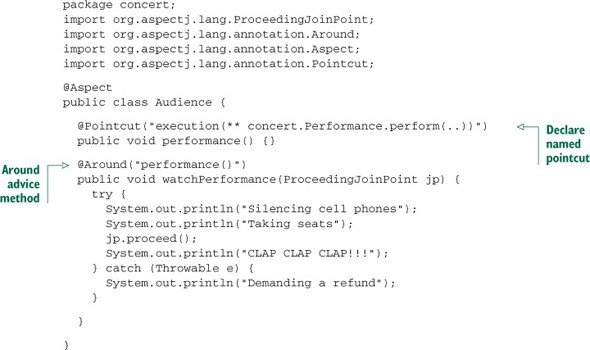 package concert;
import org.aspectj.lang.ProceedingJoinPoint;
import org.aspectj.lang.annotation.Around;
import org.aspectj.lang.annotation.Aspect;
import org.aspectj.lang.annotation.Pointcut;
@Aspect
public class Audience {
@Pointcut("execution(** concert.Performance.perform(..))")
public void performance() {}
Declare
named
pointcut
Around
advice
method
@Around("performance()")
public void watchPerformance(ProceedingJoinPoint jp) {
try {
System.out.println("Silencing cell phones");
System.out.println("Taking seats");
jp.proceed();
System.out.println("CLAP CLAP CLAP!!!");
} catch (Throwable e) {
System.out.println("Demanding a refund");
}
}
}